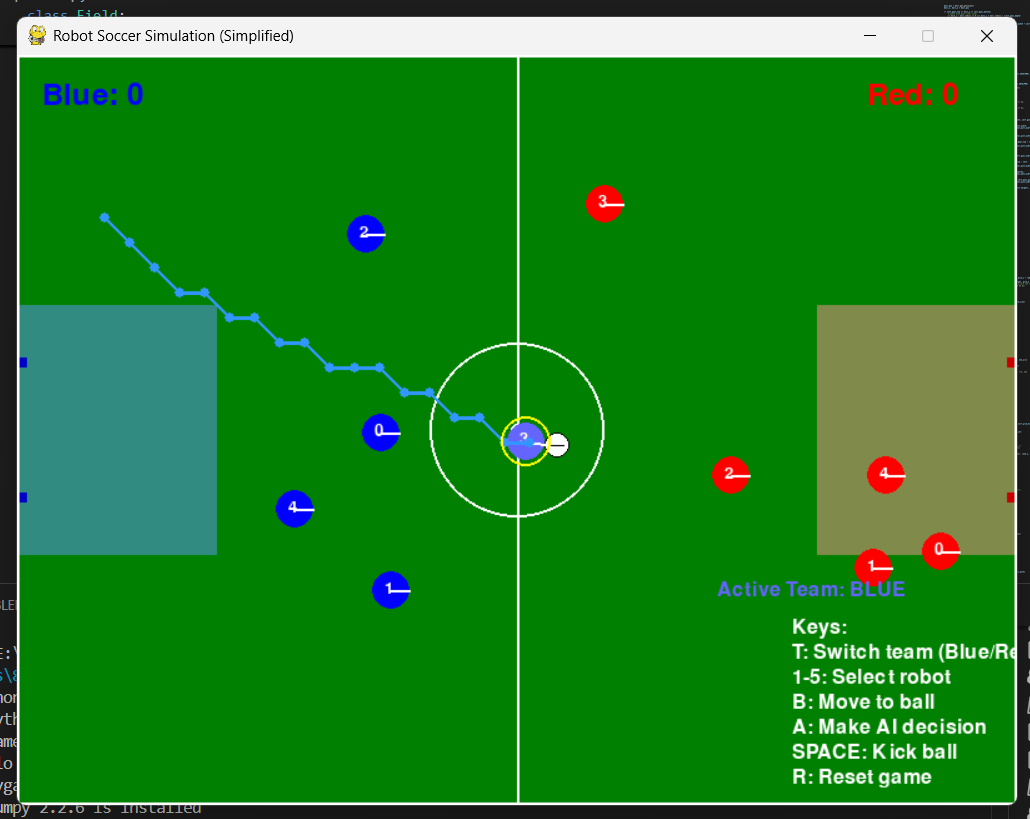 class Field:
Robot Soccer Simulation (Simplified)
Blue: 0
Red: 0
3
2
0
2
4
4
0
1
1
Active Team: BLUE
Keys:
T: Switch team (Blue/Re
1-5: Select robot
B: Move to ball
A: Make AI decision
SPACE: Kick ball
R: Reset game
umpy 2.2.6 is installed